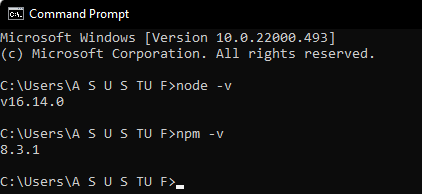 Command Prompt
Microsoft Windows [Version 10.0.22000.493]
(c) Microsoft Corporation. All rights reserved.
C:\Users\A S U S TU F>node -v
v16.14.0
C:\Users\A S U S TU F>npm -v
8.3.1
C:\Users\A S U S TU F>